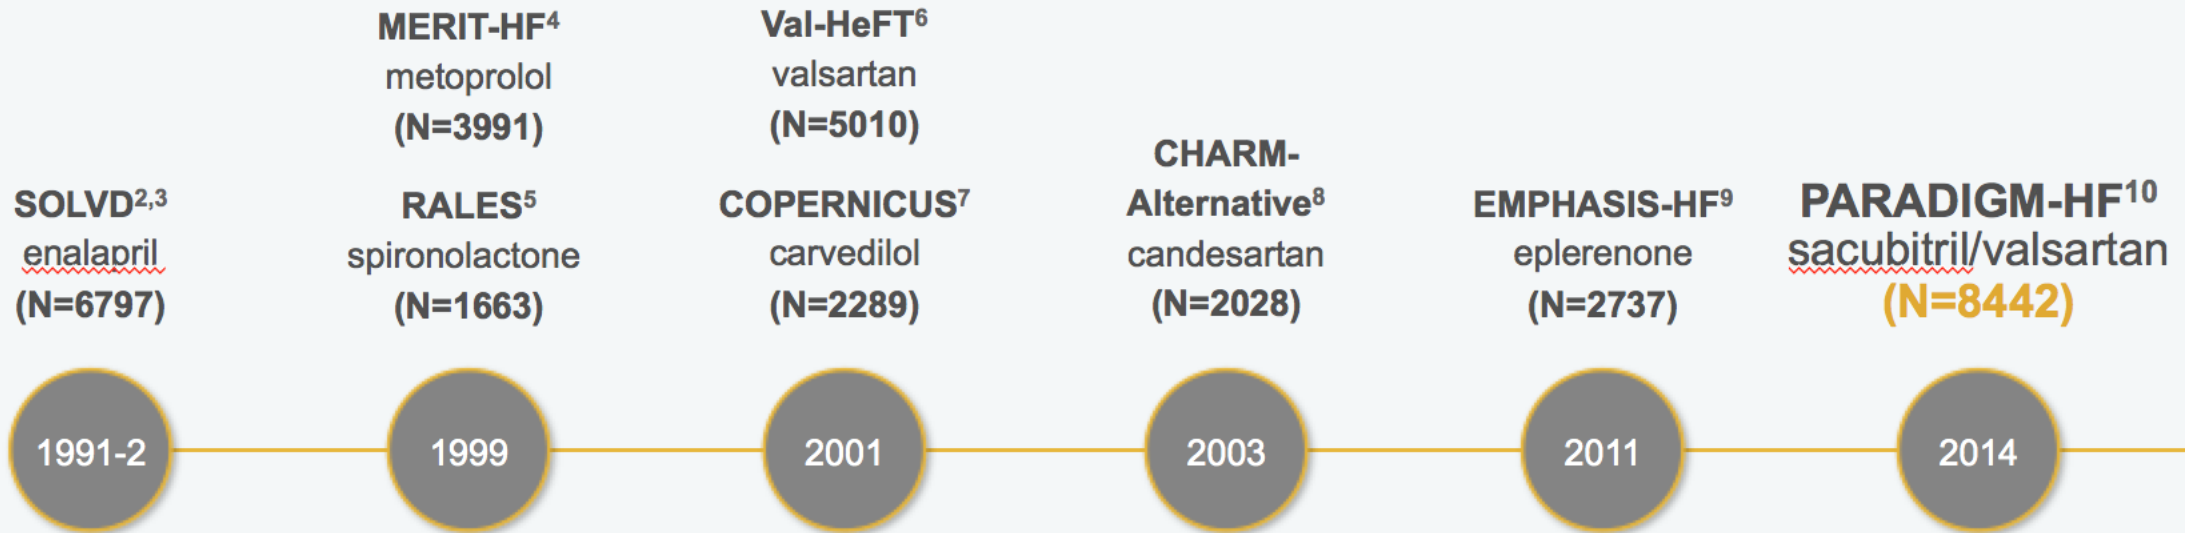 MERIT-HF4
metoprolol
(N=3991)
Val-HeFT6
valsartan
(N=5010)
SOLVD2,3
enalapril
(N=6797)
RALES5
spironolactone
(N=1663)
COPERNICUS7
carvedilol
(N=2289)
CHARM-
Alternative8
candesartan
(N=2028)
EMPHASIS-HF9
eplerenone
(N=2737)
PARADIGM-HF10
sacubitril/valsartan
(N=8442)
1991-2
1999
2001
2003
2011
2014